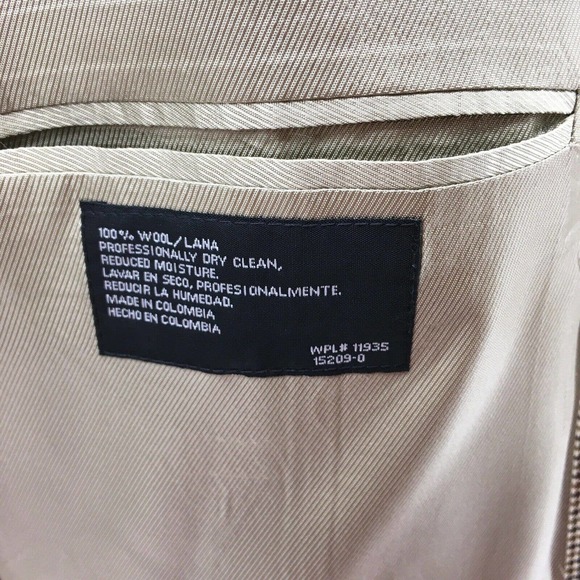 100% WOOL/LANA
PROFESSIONALLY DRY CLEAN,
REDUCED MOISTURE.
LAVAR EN SECO, PROFESIONALMENTE.
REDUCIR LA HUMEDAD.
MADE IN COLOMBIA
HECHO EN COLOMBIA
WPL# 11935
15209-0